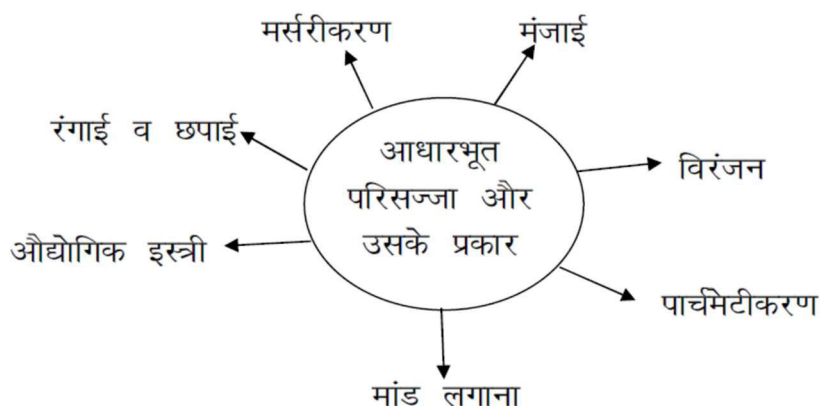 मर्सरीकरण
मंजाई
रंगाई व छपाई
आधारभूत
परिसज्जा और
उसके प्रकार
विरंजन
औद्योगिक इस्त्री
पार्चमेटीकरण
मांड लगाना